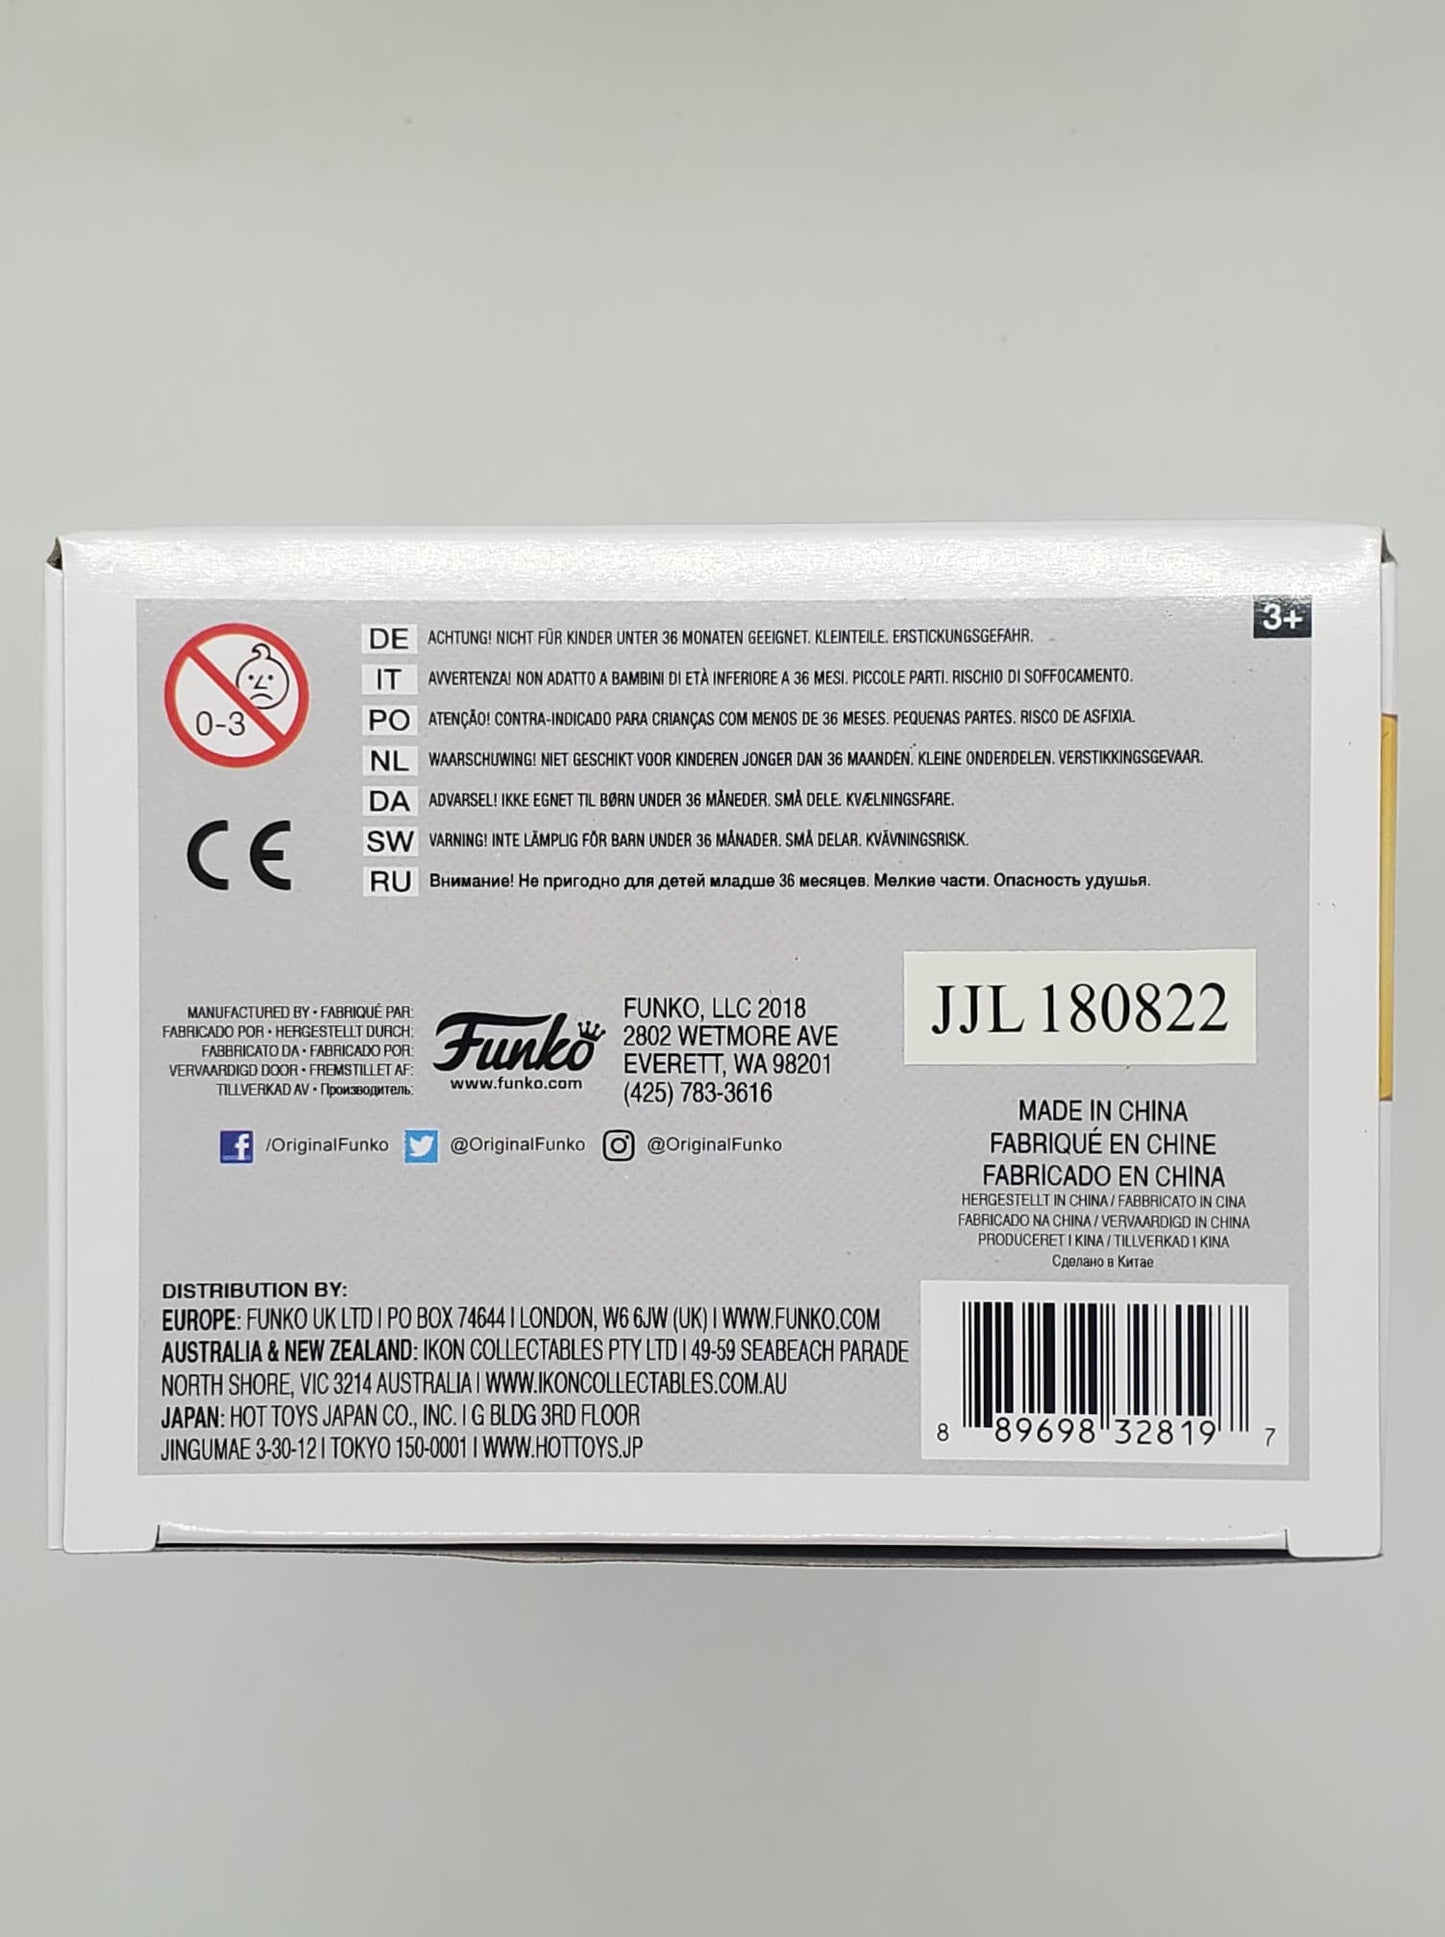 3+
0-3
DE ACHTUNG! NICHT FÜR KINDER UNTER 36 MONATEN GEEIGNET. KLEINTEILE. ERSTICKUNGSGEFAHR.
IT AVVERTENZA! NON ADATTO A BAMBINI DI ETÀ INFERIORE A 36 MESI. PICCOLE PARTI. RISCHIO DI SOFFOCAMENTO.
PO ATENÇÃO! CONTRA-INDICADO PARA CRIANÇAS COM MENOS DE 36 MESES. PEQUENAS PARTES. RISCO DE ASFIXIA.
NL WAARSCHUWING! NIET GESCHIKT VOOR KINDEREN JONGER DAN 36 MAANDEN. KLEINE ONDERDELEN. VERSTIKKINGSGEVAAR.
DA ADVARSEL! IKKE EGNET TIL BØRN UNDER 36 MÅNEDER. SMÅ DELE. KVÆLNINGSFARE.
SW VARNING! INTE LÄMPLIG FÖR BARN UNDER 36 MÅNADER. SMÅ DELAR. KVÄVNINGSRISK.
RU Внимание! Не пригодно для детей младше 36 месяцев. Мелкие части. Опасность удушья.
CE
MANUFACTURED BY • FABRIQUÉ PAR:
FABRICADO POR • HERGESTELLT DURCH:
FABBRICATO DA • FABRICADO POR:
VERVAARDIGD DOOR • FREMSTILLET AF:
TILLVERKAD AV • Производитель:
Funko
www.funko.com
FUNKO, LLC 2018
2802 WETMORE AVE
EVERETT, WA 98201
(425) 783-3616
JJL 180822
/OriginalFunko @OriginalFunko @OriginalFunko
MADE IN CHINA
FABRIQUÉ EN CHINE
FABRICADO EN CHINA
HERGESTELLT IN CHINA / FABBRICATO IN CINA
FABRICADO NA CHINA / VERVAARDIGD IN CHINA
PRODUCERET I KINA / TILLVERKAD I KINA
Сделано в Китае
DISTRIBUTION BY:
EUROPE: FUNKO UK LTD | PO BOX 74644 | LONDON, W6 6JW (UK) | WWW.FUNKO.COM
AUSTRALIA & NEW ZEALAND: IKON COLLECTABLES PTY LTD | 49-59 SEABEACH PARADE
NORTH SHORE, VIC 3214 AUSTRALIA | WWW.IKONCOLLECTABLES.COM.AU
JAPAN: HOT TOYS JAPAN CO., INC. | G BLDG 3RD FLOOR
JINGUMAE 3-30-12 | TOKYO 150-0001 | WWW.HOTTOYS.JP
8 89698 32819 7